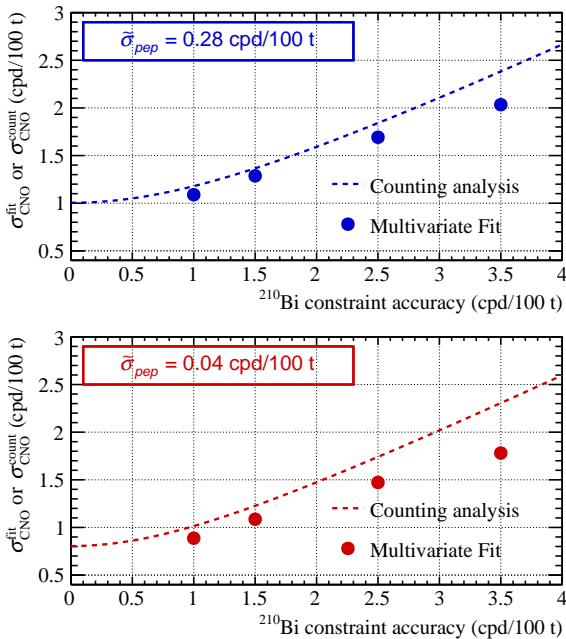 σ̃pep = 0.28 cpd/100 t
σ^fit_CNO or σ^count_CNO (cpd/100 t)
3
2.5
2
1.5
1
0.5
Counting analysis
Multivariate Fit
0 0.5 1 1.5 2 2.5 3 3.5 4
²¹⁰Bi constraint accuracy (cpd/100 t)
σ̃pep = 0.04 cpd/100 t
σ^fit_CNO or σ^count_CNO (cpd/100 t)
3
2.5
2
1.5
1
0.5
Counting analysis
Multivariate Fit
0 0.5 1 1.5 2 2.5 3 3.5 4
²¹⁰Bi constraint accuracy (cpd/100 t)